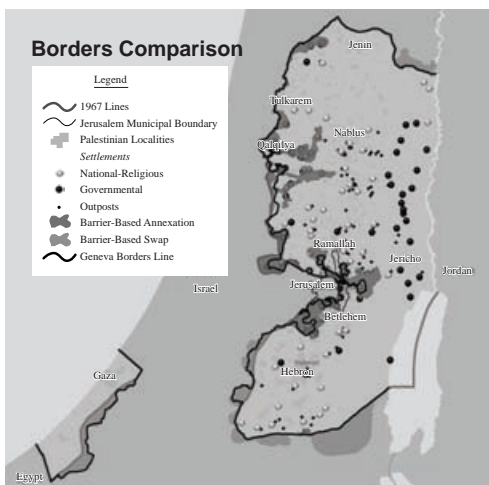 Borders Comparison
Legend
1967 Lines
Jerusalem Municipal Boundary
Palestinian Localities
Settlements
National-Religious
Governmental
Outposts
Barrier-Based Annexation
Barrier-Based Swap
Geneva Borders Line
Jenin
Tulkarem
Nablus
Qalqilya
Ramallah
Jericho
Jordan
Jerusalem
Israel
Betlehem
Hebron
Gaza
Egypt